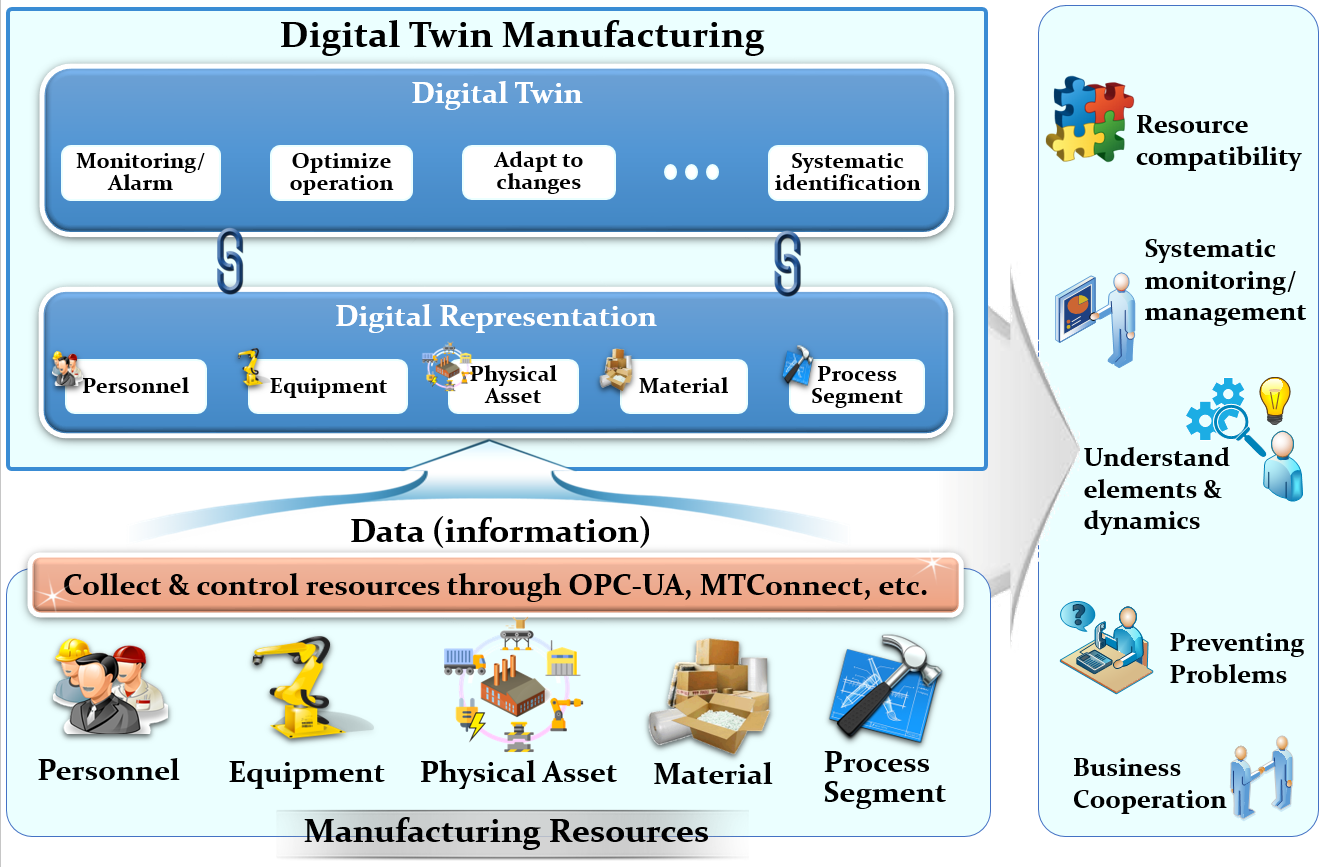 Digital Twin Manufacturing
Digital Twin
Monitoring/
Alarm
Optimize
operation
Adapt to
changes
Systematic
identification
Digital Representation
Personnel
Equipment
Physical
Asset
Material
Process
Segment
Data (information)
Collect & control resources through OPC-UA, MTConnect, etc.
Personnel
Equipment
Physical Asset
Material
Process
Segment
Manufacturing Resources
Resource
compatibility
Systematic
monitoring/
management
Understand
elements &
dynamics
?
Preventing
Problems
Business
Cooperation